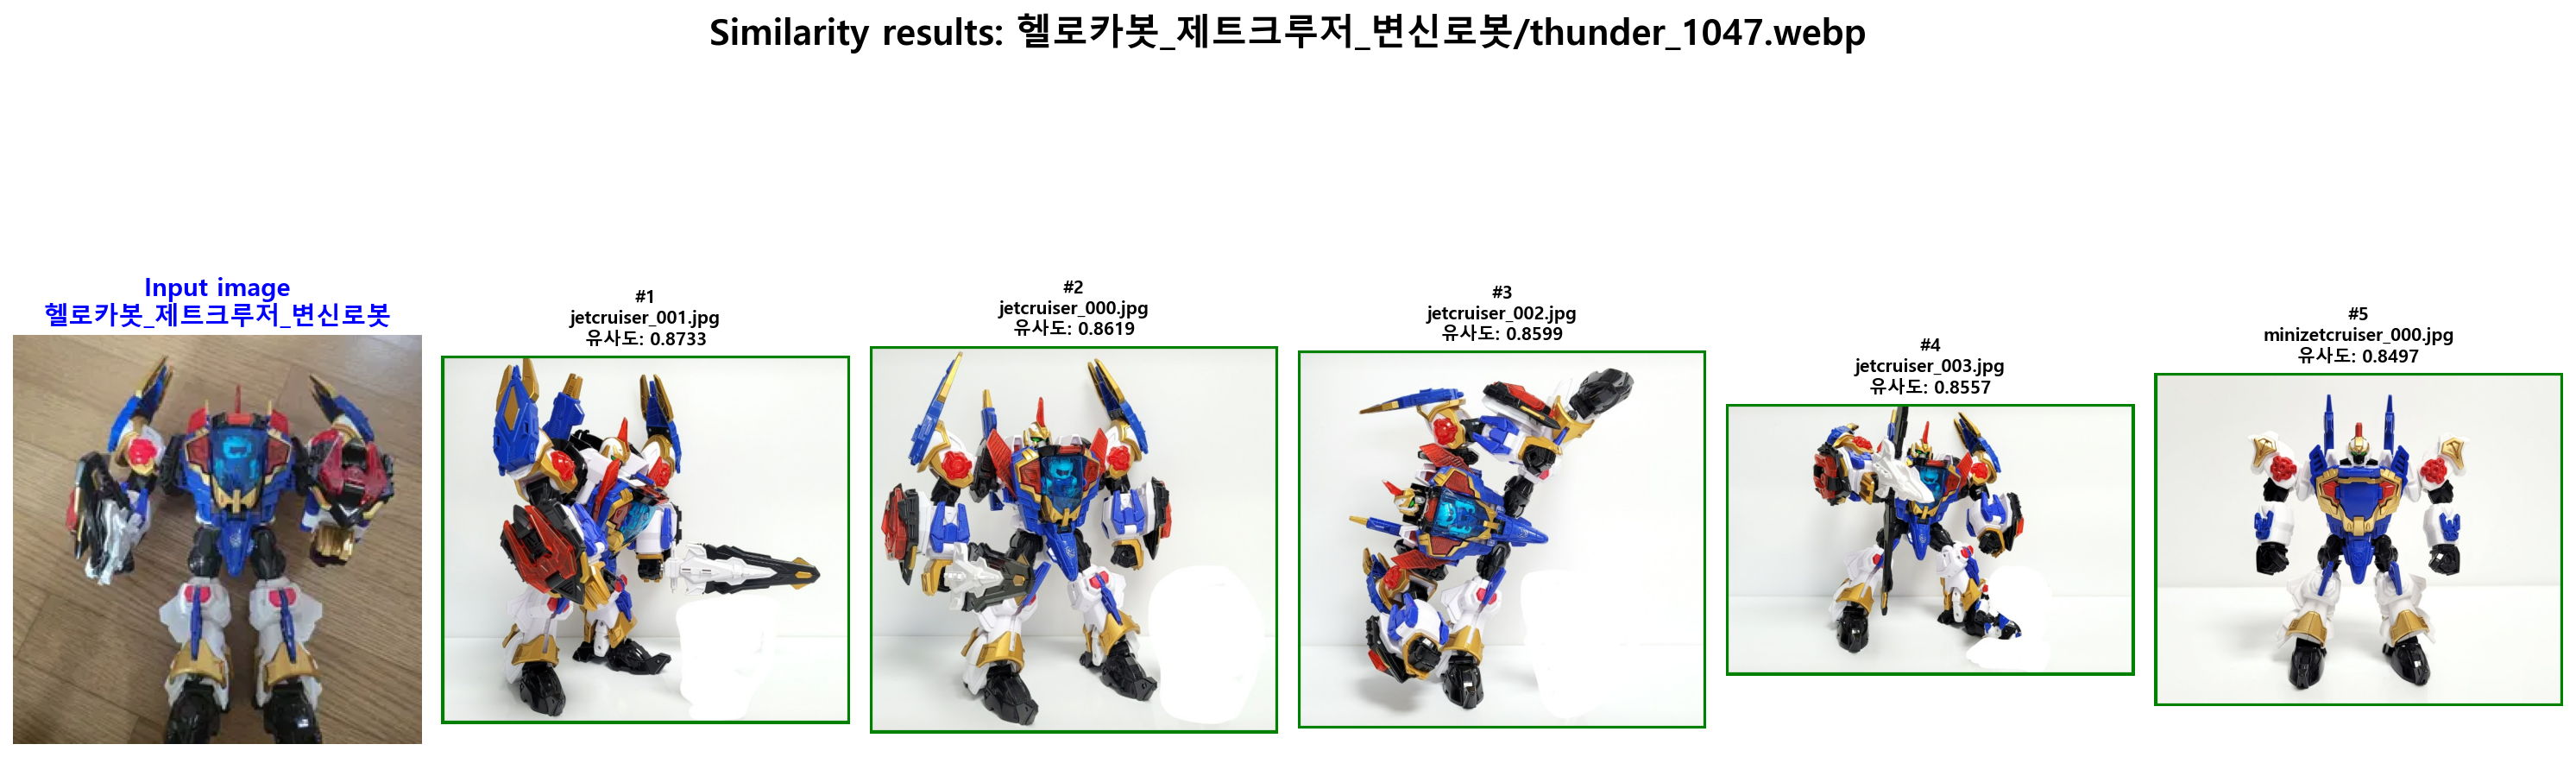 Similarity results: 헬로카봇_제트크루저_변신로봇/thunder_1047.webp
Input image
헬로카봇_제트크루저_변신로봇
#1
jetcruiser_001.jpg
유사도: 0.8733
#2
jetcruiser_000.jpg
유사도: 0.8619
#3
jetcruiser_002.jpg
유사도: 0.8599
#4
jetcruiser_003.jpg
유사도: 0.8557
#5
minizetcruiser_000.jpg
유사도: 0.8497